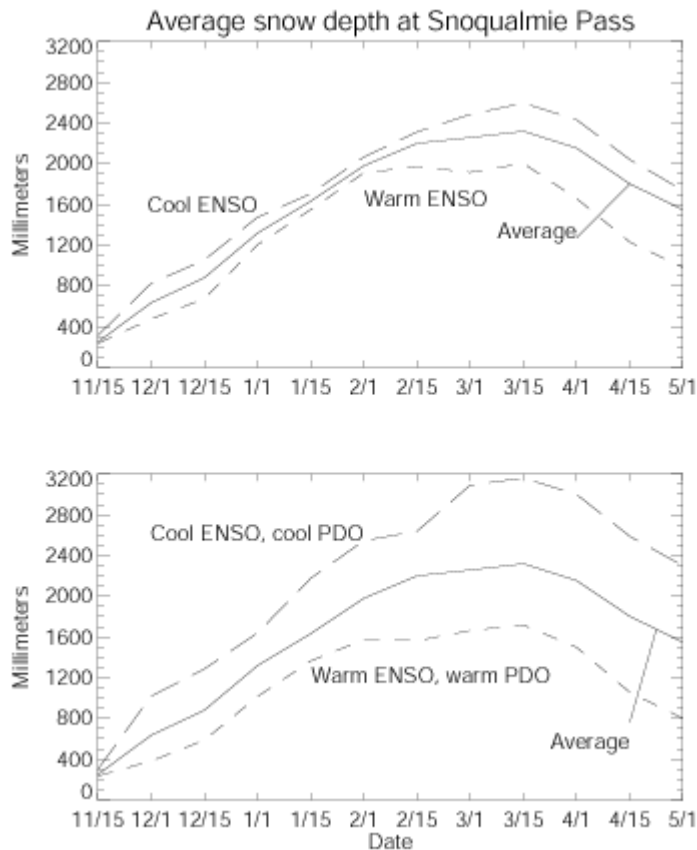 Average snow depth at Snoqualmie Pass
3200
2800
2400
2000
1600
1200
800
400
0
Millimeters
Cool ENSO
Warm ENSO
Average
11/15 12/1 12/15 1/1 1/15 2/1 2/15 3/1 3/15 4/1 4/15 5/1
3200
2800
2400
2000
1600
1200
800
400
0
Millimeters
Cool ENSO, cool PDO
Warm ENSO, warm PDO
Average
11/15 12/1 12/15 1/1 1/15 2/1 2/15 3/1 3/15 4/1 4/15 5/1
Date